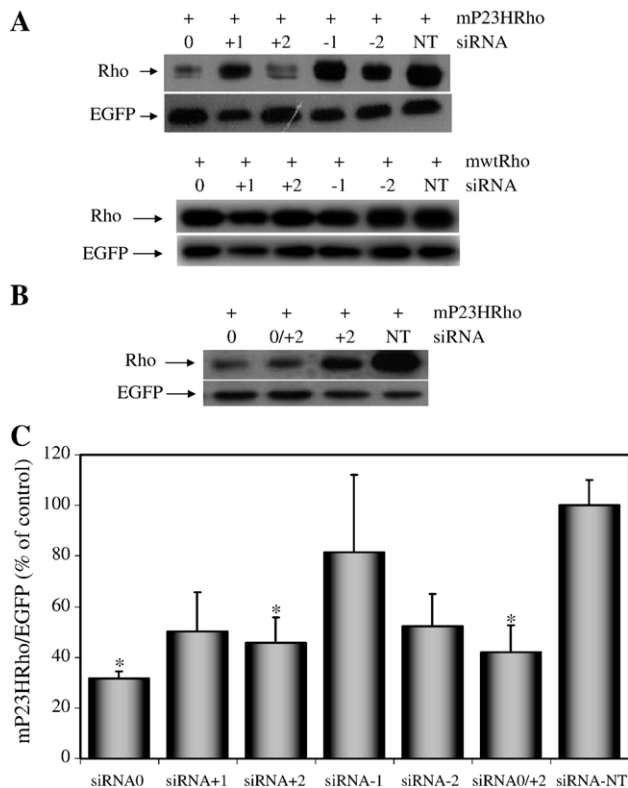 A
+ + + + + + mP23HRho
0 +1 +2 -1 -2 NT siRNA
Rho
EGFP
+ + + + + + mwtRho
0 +1 +2 -1 -2 NT siRNA
Rho
EGFP
B
+ + + + mP23HRho
0 0/+2 +2 NT siRNA
Rho
EGFP
C
mP23HRho/EGFP (% of control)
120
100
80
60
40
20
0
* * *
siRNA0 siRNA+1 siRNA+2 siRNA-1 siRNA-2 siRNA0/+2 siRNA-NT